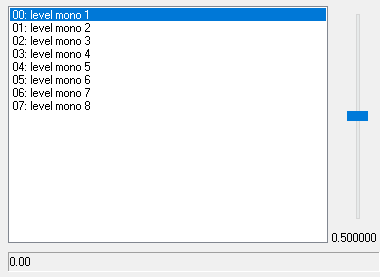 00: level mono 1
01: level mono 2
02: level mono 3
03: level mono 4
04: level mono 5
05: level mono 6
06: level mono 7
07: level mono 8
0.500000
0.00